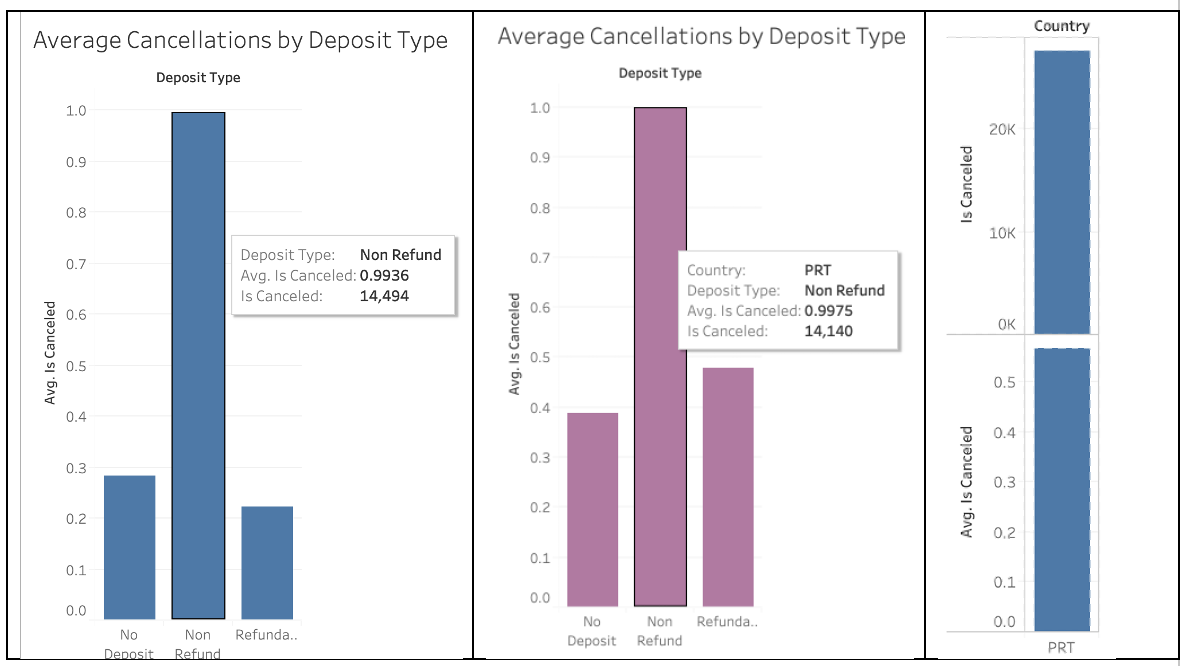 Average Cancellations by Deposit Type
Deposit Type
1.0
0.9
0.8
0.7
0.6
0.5
0.4
0.3
0.2
0.1
0.0
Avg. Is Canceled
Deposit Type: Non Refund
Avg. Is Canceled: 0.9936
Is Canceled: 14,494
No Deposit
Non Refund
Refunda..
Average Cancellations by Deposit Type
Deposit Type
1.0
0.9
0.8
0.7
0.6
0.5
0.4
0.3
0.2
0.1
0.0
Avg. Is Canceled
Country: PRT
Deposit Type: Non Refund
Avg. Is Canceled: 0.9975
Is Canceled: 14,140
No Deposit
Non Refund
Refunda..
Country
20K
10K
0K
Is Canceled
0.5
0.4
0.3
0.2
0.1
0.0
Avg. Is Canceled
PRT